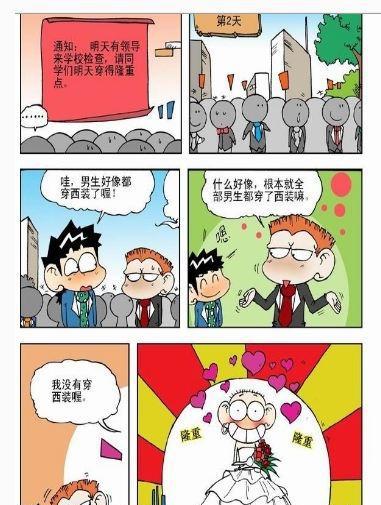 通知： 明天有领导
来学校检查，请同
学们明天穿得隆重
点。
……
第2天
哇，男生好像都
穿西装了喔！
什么好像，根本就
全部男生都穿了西装嘛。
嗯
我没有穿
西装喔。
隆重
隆重